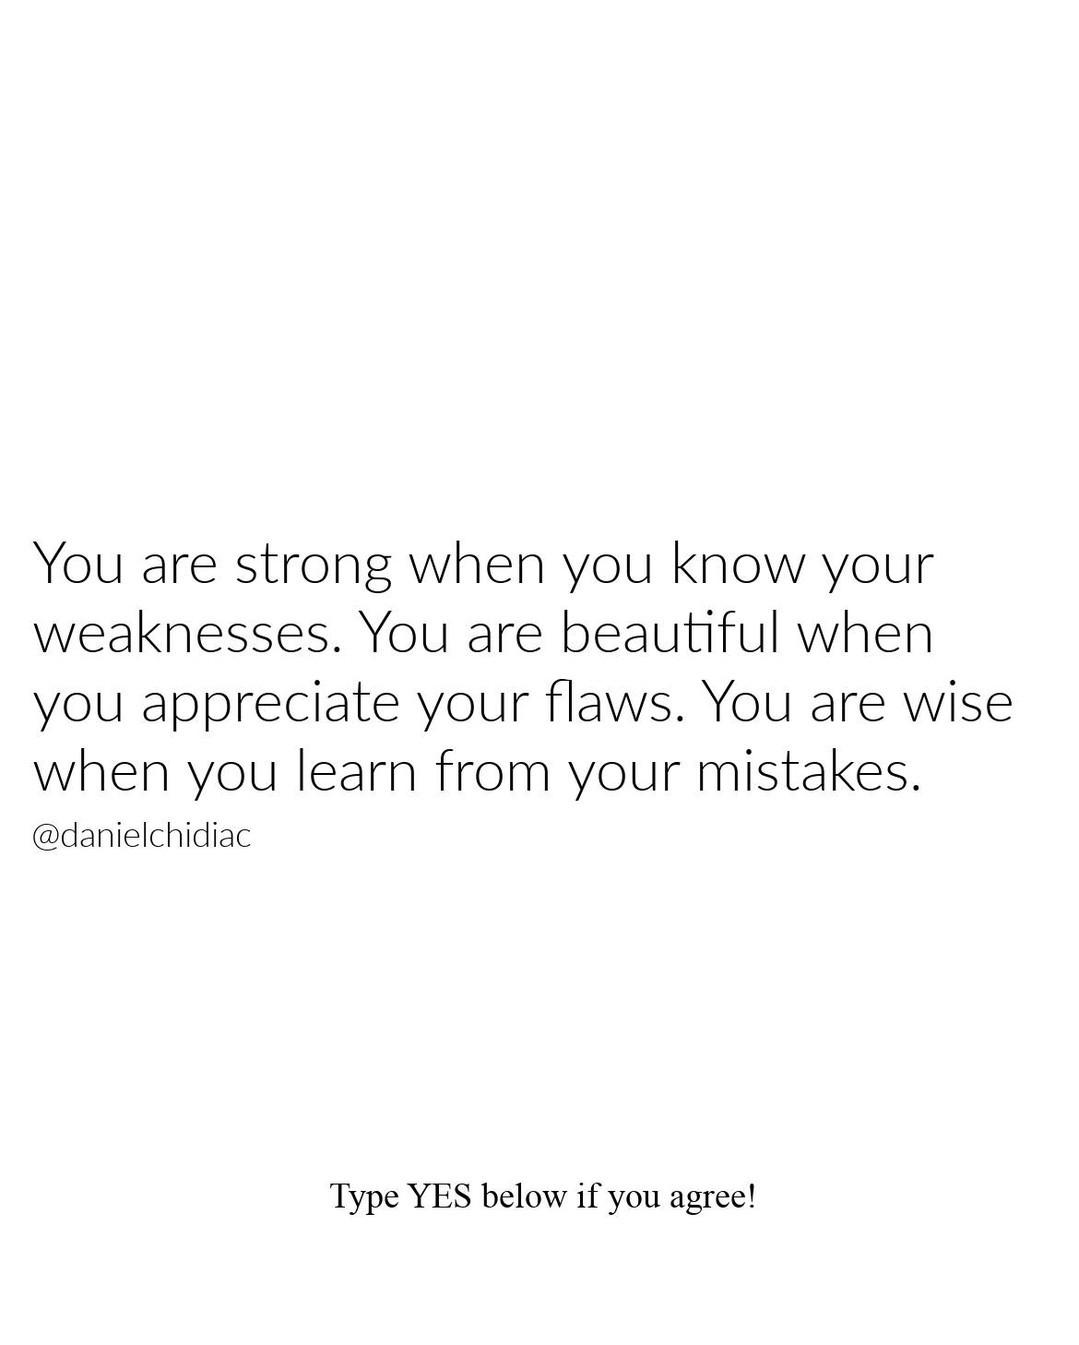 You are strong when you know your
weaknesses. You are beautiful when
you appreciate your flaws. You are wise
when you learn from your mistakes.
@danielchidiac
Type YES below if you agree!